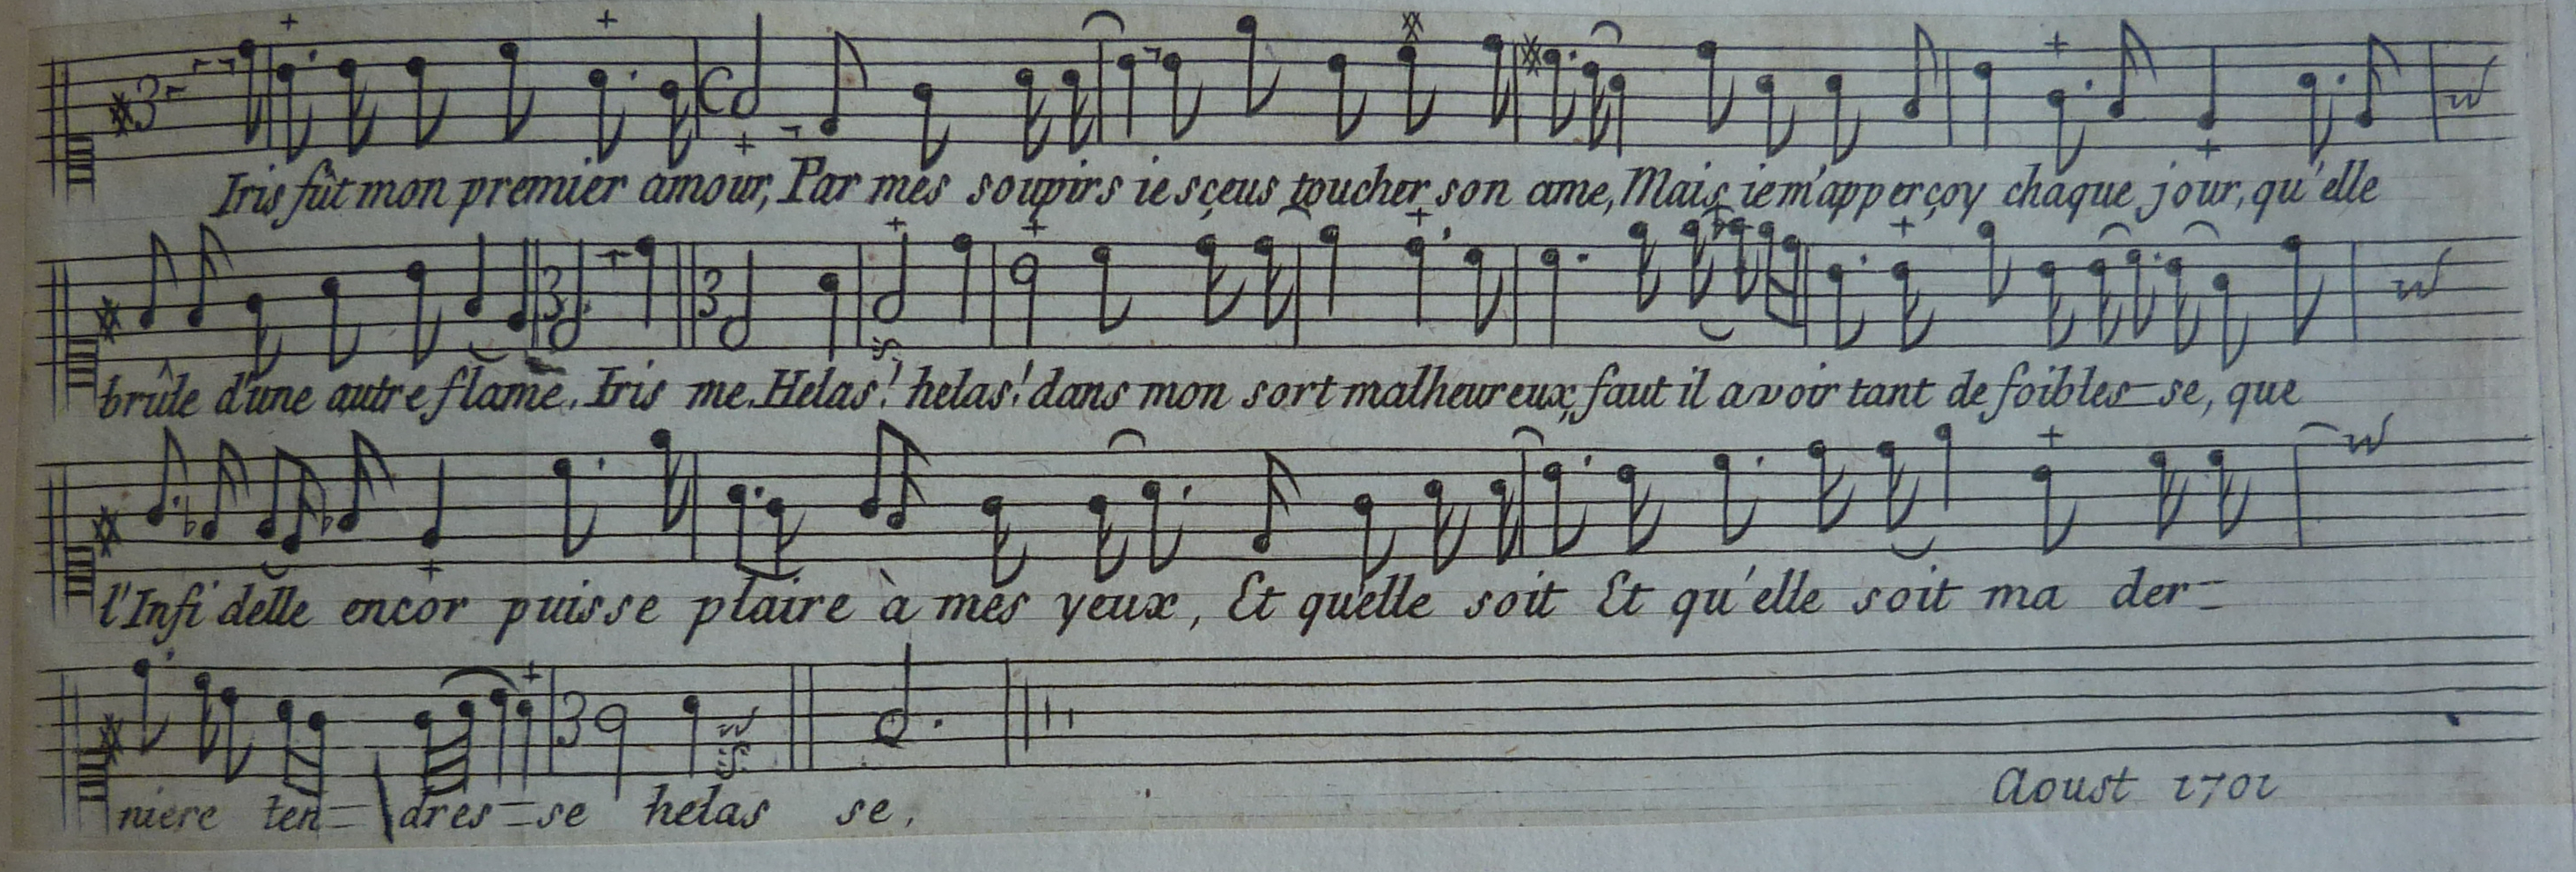 Iris fût mon premier amour, Par mes soupirs ie sçeus toucher son ame, Mais ie m'apperçoy chaque jour, qu'elle
brûle d'une autre flame. Iris me. Helas! helas! dans mon sort malheureux, faut il avoir tant de foibles=se, que
l'Infi delle encor puisse plaire à mes yeux, Et quelle soit Et qu'elle soit ma der=
niere ten= dres=se helas se,
Aoust 1701